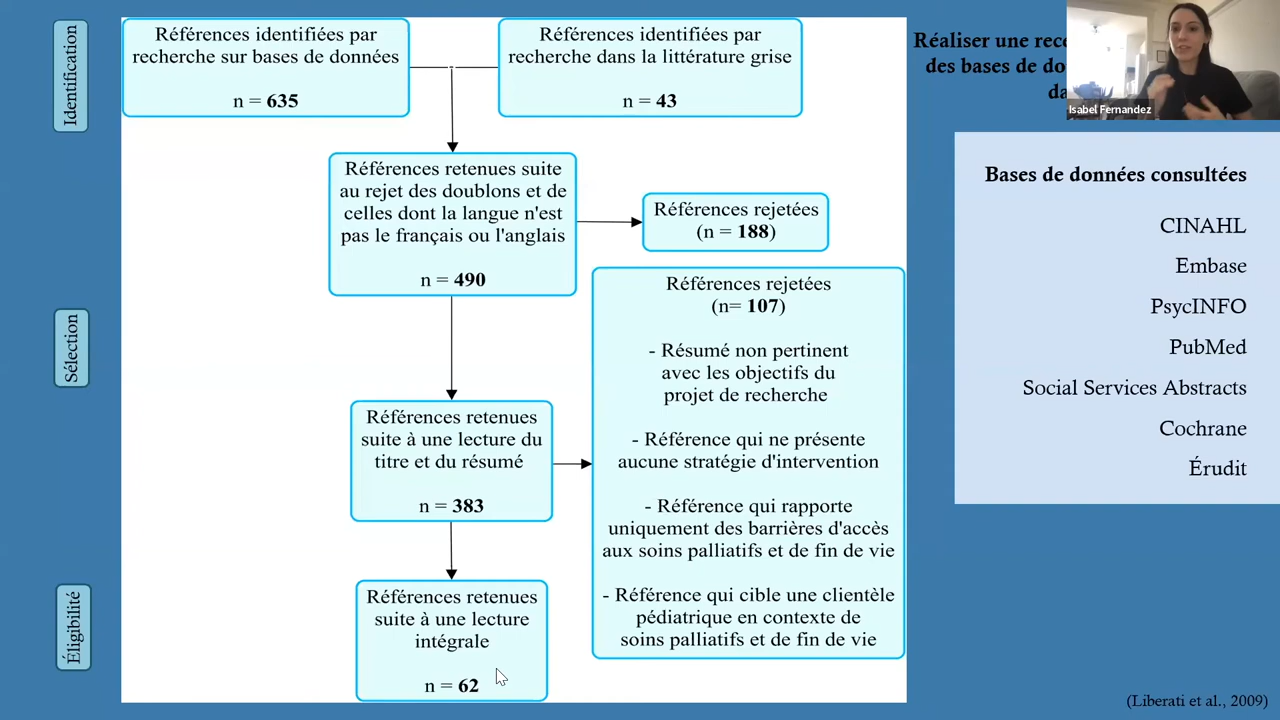 Identification
Références identifiées par
recherche sur bases de données
n = 635
Références identifiées par
recherche dans la littérature grise
n = 43
Références retenues suite
au rejet des doublons et de
celles dont la langue n'est
pas le français ou l'anglais
n = 490
Références rejetées
(n = 188)
Sélection
Références rejetées
(n= 107)
- Résumé non pertinent
avec les objectifs du
projet de recherche
- Référence qui ne présente
aucune stratégie d'intervention
- Référence qui rapporte
uniquement des barrières d'accès
aux soins palliatifs et de fin de vie
- Référence qui cible une clientèle
pédiatrique en contexte de
soins palliatifs et de fin de vie
Références retenues
suite à une lecture du
titre et du résumé
n = 383
Éligibilité
Références retenues
suite à une lecture
intégrale
n = 62
Réaliser une
des bases de
Isabel Fernandez
Bases de données consultées
CINAHL
Embase
PsycINFO
PubMed
Social Services Abstracts
Cochrane
Érudit
(Liberati et al., 2009)